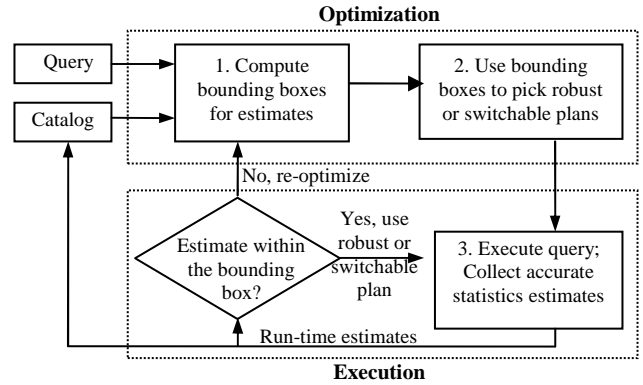 Optimization
Query
Catalog
1. Compute
bounding boxes
for estimates
2. Use bounding
boxes to pick robust
or switchable plans
No, re-optimize
Estimate within
the bounding
box?
Yes, use
robust or
switchable
plan
3. Execute query;
Collect accurate
statistics estimates
Run-time estimates
Execution